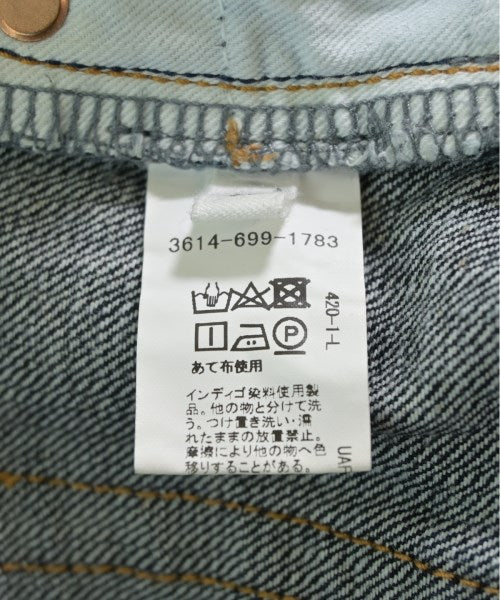 3614-699-1783
420-1-L
あて布使用
インディゴ染料使用製
品。他の物と分けて洗
う。つけ置き洗い・濡
れたままの放置禁止。
摩擦により他の物へ色
移りすることがある。